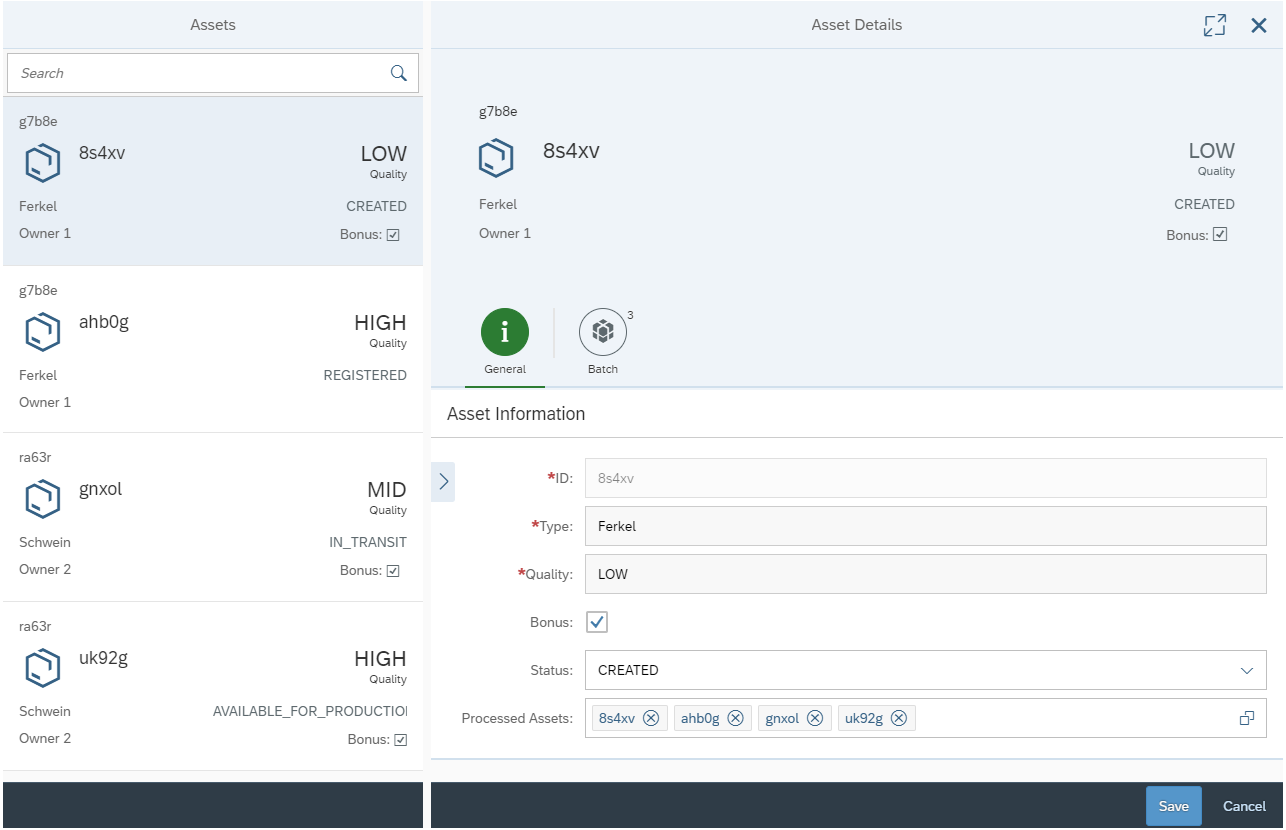 Assets
Search
g7b8e
8s4xv
LOW
Quality
Ferkel
CREATED
Owner 1
Bonus:
g7b8e
ahb0g
HIGH
Quality
Ferkel
REGISTERED
Owner 1
ra63r
gnxol
MID
Quality
Schwein
IN_TRANSIT
Owner 2
Bonus:
ra63r
uk92g
HIGH
Quality
Schwein
AVAILABLE_FOR_PRODUCTIO
Owner 2
Bonus:
Asset Details
g7b8e
8s4xv
LOW
Quality
Ferkel
CREATED
Owner 1
Bonus:
i
3
General
Batch
Asset Information
*ID: 8s4xv
*Type: Ferkel
*Quality: LOW
Bonus:
Status: CREATED
Processed Assets: 8s4xv ahb0g gnxol uk92g
Save Cancel